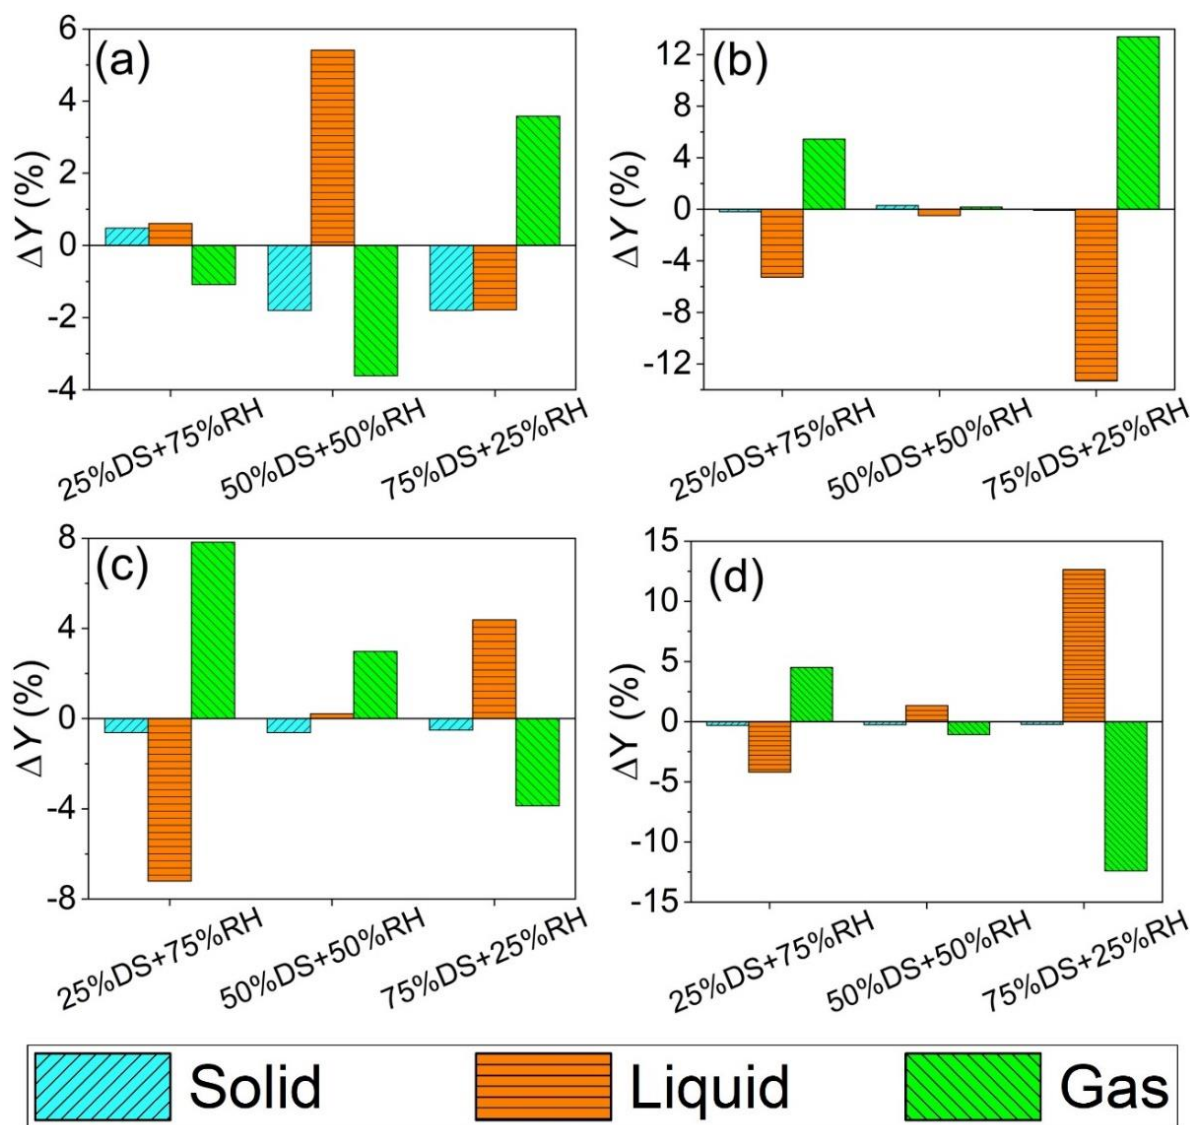 (a)
6
4
2
0
-2
-4
ΔY (%)
25%DS+75%RH
50%DS+50%RH
75%DS+25%RH
(b)
12
8
4
0
-4
-8
-12
ΔY (%)
25%DS+75%RH
50%DS+50%RH
75%DS+25%RH
(c)
8
4
0
-4
-8
ΔY (%)
25%DS+75%RH
50%DS+50%RH
75%DS+25%RH
(d)
15
10
5
0
-5
-10
-15
ΔY (%)
25%DS+75%RH
50%DS+50%RH
75%DS+25%RH
Solid Liquid Gas